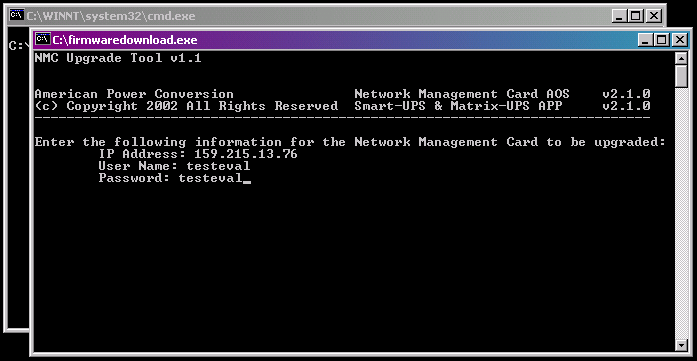 C:\WINNT\system32\cmd.exe
C:\
C:\firmwaredownload.exe
NMC Upgrade Tool v1.1
American Power Conversion Network Management Card AOS v2.1.0
(c) Copyright 2002 All Rights Reserved Smart-UPS & Matrix-UPS APP v2.1.0
Enter the following information for the Network Management Card to be upgraded:
IP Address: 159.215.13.76
User Name: testeval
Password: testeval_